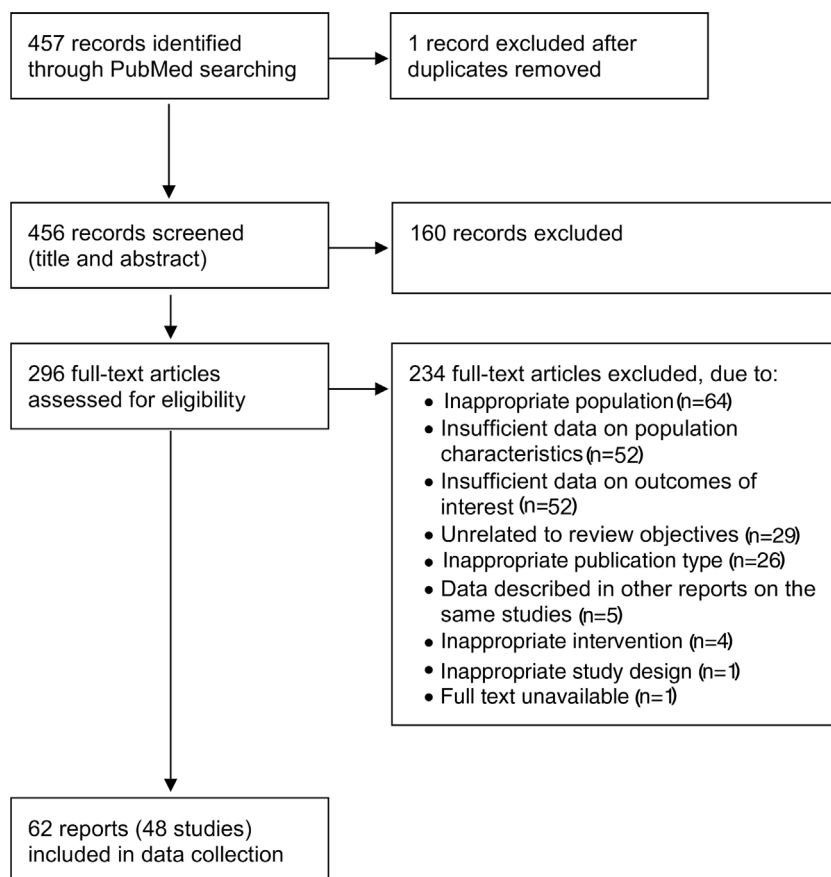 457 records identified
through PubMed searching
1 record excluded after
duplicates removed
456 records screened
(title and abstract)
160 records excluded
296 full-text articles
assessed for eligibility
234 full-text articles excluded, due to:
• Inappropriate population (n=64)
• Insufficient data on population
characteristics (n=52)
• Insufficient data on outcomes of
interest (n=52)
• Unrelated to review objectives (n=29)
• Inappropriate publication type (n=26)
• Data described in other reports on the
same studies (n=5)
• Inappropriate intervention (n=4)
• Inappropriate study design (n=1)
• Full text unavailable (n=1)
62 reports (48 studies)
included in data collection